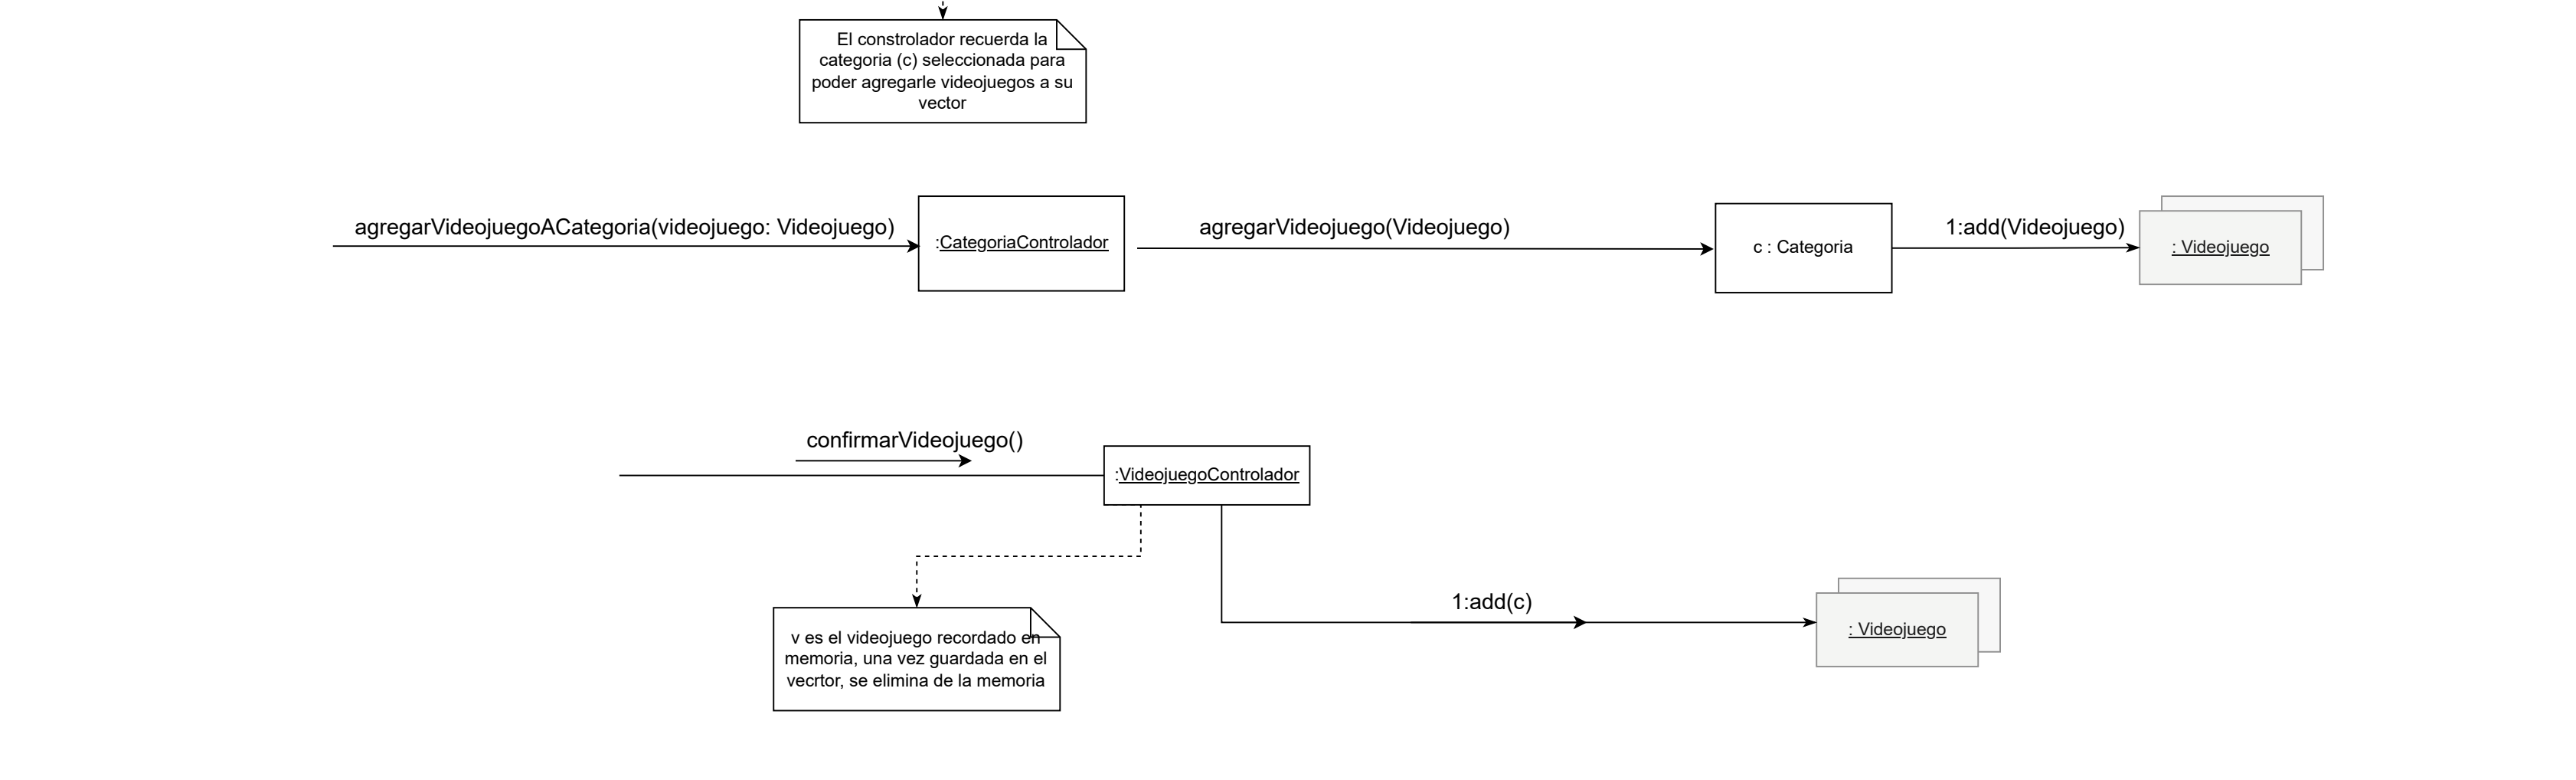 El constrolador recuerda la
categoria (c) seleccionada para
poder agregarle videojuegos a su
vector
agregarVideojuegoACategoria(videojuego: Videojuego)
:CategoriaControlador
agregarVideojuego(Videojuego)
c : Categoria
1:add(Videojuego)
: Videojuego
confirmarVideojuego()
:VideojuegoControlador
1:add(c)
: Videojuego
v es el videojuego recordado en
memoria, una vez guardada en el
vecrtor, se elimina de la memoria